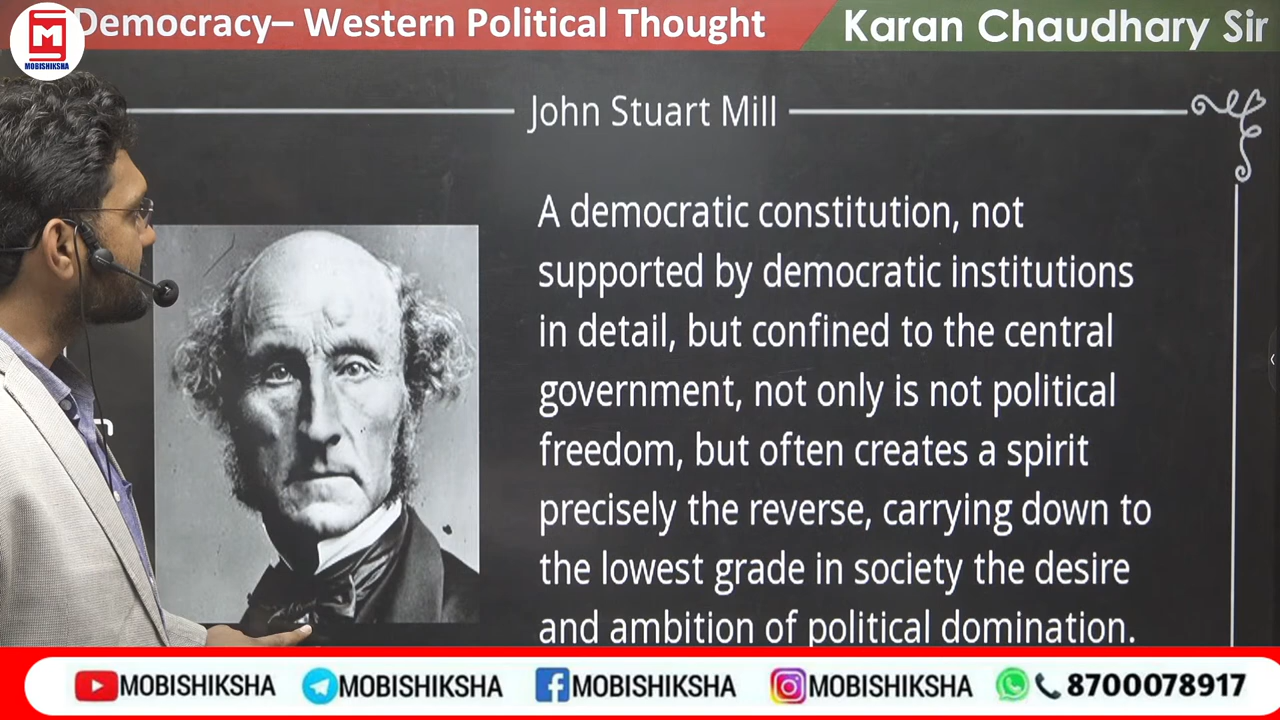 Democracy– Western Political Thought
Karan Chaudhary Sir
MOBISHIKSHA
John Stuart Mill
A democratic constitution, not
supported by democratic institutions
in detail, but confined to the central
government, not only is not political
freedom, but often creates a spirit
precisely the reverse, carrying down to
the lowest grade in society the desire
and ambition of political domination.
MOBISHIKSHA MOBISHIKSHA MOBISHIKSHA MOBISHIKSHA 8700078917